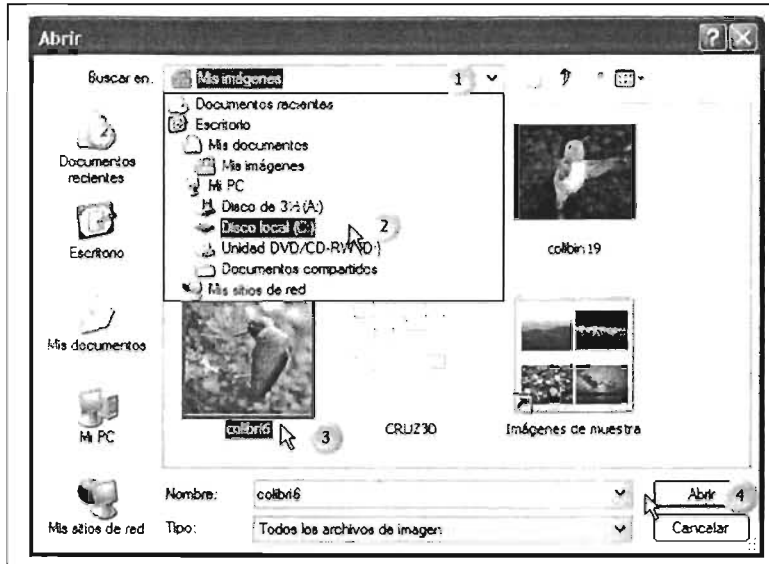 Abrir
Buscar en:
Mis imágenes
1
Documentos recientes
Escritorio
Mis documentos
Mis imágenes
Mi PC
Disco de 3½ (A:)
Disco local (C:)
2
Unidad DVD/CD-RW (D:)
Documentos compartidos
Mis sitios de red
Documentos
recientes
Escritorio
Mis documentos
Mi PC
Mis sitios de red
colibri 19
colibri6
3
CRUZ3D
Imágenes de muestra
Nombre:
colibri6
Abrir
4
Tipo:
Todos los archivos de imagen
Cancelar